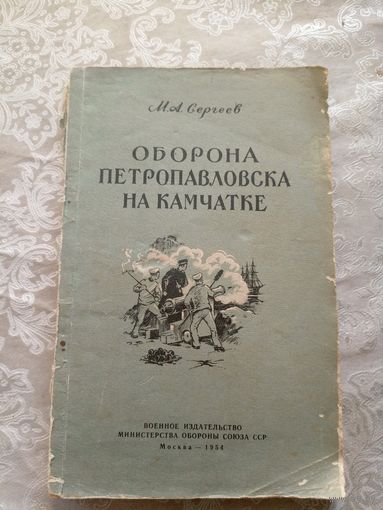 М.А. Сергеев
ОБОРОНА
ПЕТРОПАВЛОВСКА
НА КАМЧАТКЕ
ВОЕННОЕ ИЗДАТЕЛЬСТВО
МИНИСТЕРСТВА ОБОРОНЫ СОЮЗА ССР
Москва — 1954